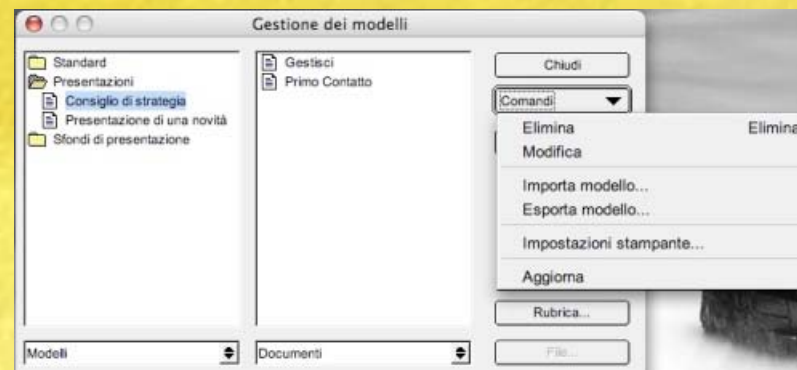 Gestione dei modelli
Standard
Presentazioni
Consiglio di strategia
Presentazione di una novità
Sfondi di presentazione
Gestisci
Primo Contatto
Chiudi
Comandi
Elimina Elimina
Modifica
Importa modello...
Esporta modello...
Impostazioni stampante...
Aggiorna
Rubrica...
File...
Modelli
Documenti